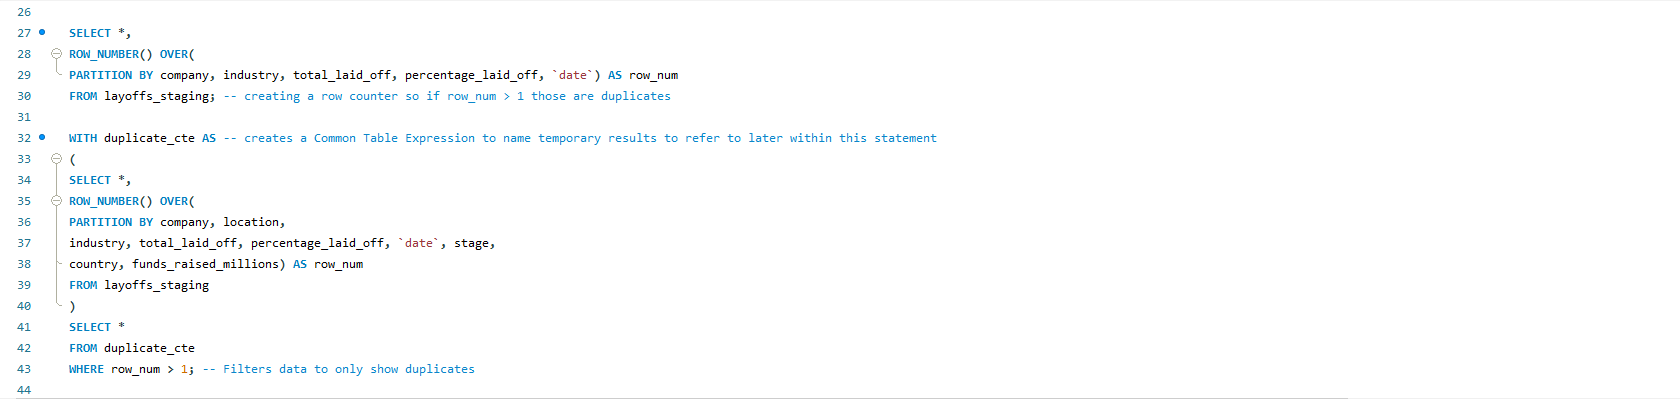 26
27 SELECT *,
28 ROW_NUMBER() OVER(
29 PARTITION BY company, industry, total_laid_off, percentage_laid_off, `date`) AS row_num
30 FROM layoffs_staging; -- creating a row counter so if row_num > 1 those are duplicates
31
32 WITH duplicate_cte AS -- creates a Common Table Expression to name temporary results to refer to later within this statement
33 (
34 SELECT *,
35 ROW_NUMBER() OVER(
36 PARTITION BY company, location,
37 industry, total_laid_off, percentage_laid_off, `date`, stage,
38 country, funds_raised_millions) AS row_num
39 FROM layoffs_staging
40 )
41 SELECT *
42 FROM duplicate_cte
43 WHERE row_num > 1; -- Filters data to only show duplicates
44